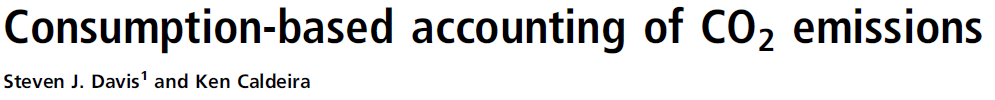 Consumption-based accounting of CO₂ emissions
Steven J. Davis¹ and Ken Caldeira